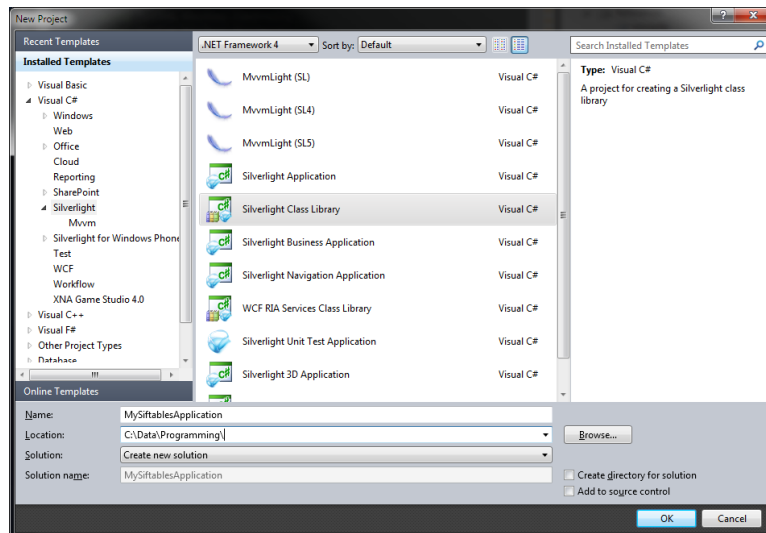 New Project
Recent Templates
Installed Templates
Visual Basic
Visual C#
Windows
Web
Office
Cloud
Reporting
SharePoint
Silverlight
Mvvm
Silverlight for Windows Phone
Test
WCF
Workflow
XNA Game Studio 4.0
Visual C++
Visual F#
Other Project Types
Database
Online Templates
.NET Framework 4 Sort by: Default
MvvmLight (SL) Visual C#
MvvmLight (SL4) Visual C#
MvvmLight (SL5) Visual C#
Silverlight Application Visual C#
Silverlight Class Library Visual C#
Silverlight Business Application Visual C#
Silverlight Navigation Application Visual C#
WCF RIA Services Class Library Visual C#
Silverlight Unit Test Application Visual C#
Silverlight 3D Application Visual C#
Search Installed Templates
Type: Visual C#
A project for creating a Silverlight class
library
Name: MySiftablesApplication
Location: C:\Data\Programming\ Browse...
Solution: Create new solution
Solution name: MySiftablesApplication
Create directory for solution
Add to source control
OK Cancel